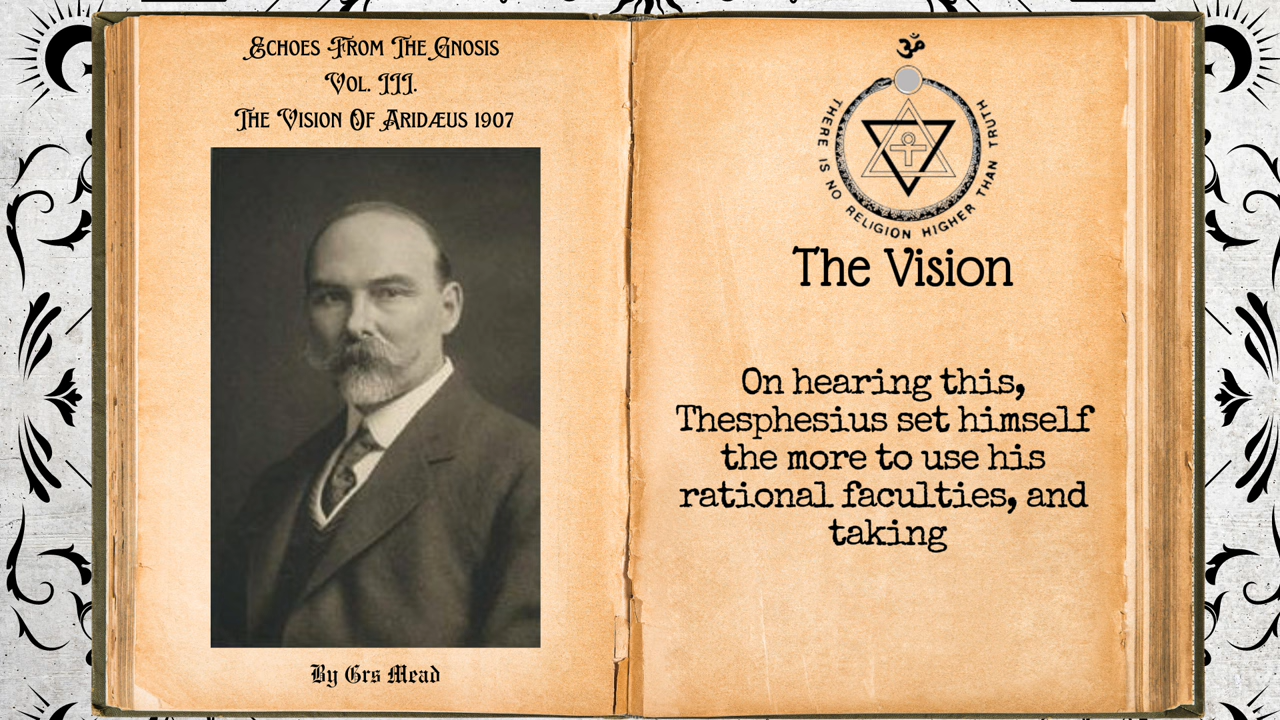 Echoes From The Gnosis
Vol. III.
The Vision Of Aridæus 1907
By Grs Mead
ॐ
THERE IS NO RELIGION HIGHER THAN TRUTH
The Vision
On hearing this,
Thesphesius set himself
the more to use his
rational faculties, and
taking